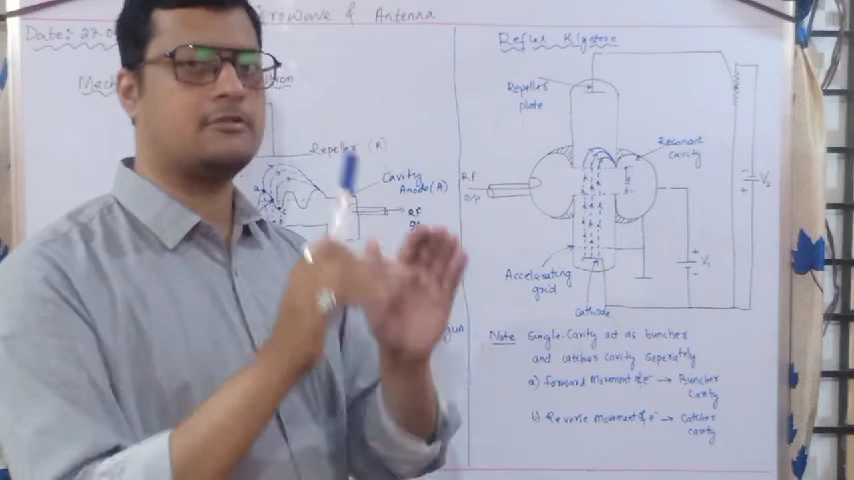 & Antenna
Date: 27.0
Repeller (R)
Cavity
Anode (A)
RF
Reflex Klystron
Repeller
plate
Resonant
cavity
RF
O/P
V2
+
+
V1
-
Accelerating
grid
Cathode
Note Single-Cavity act as buncher
and catcher cavity seperately
a) Forward Movement of e⁻ → Buncher
Cavity
b) Reverse movement of e⁻ → Catcher
cavity